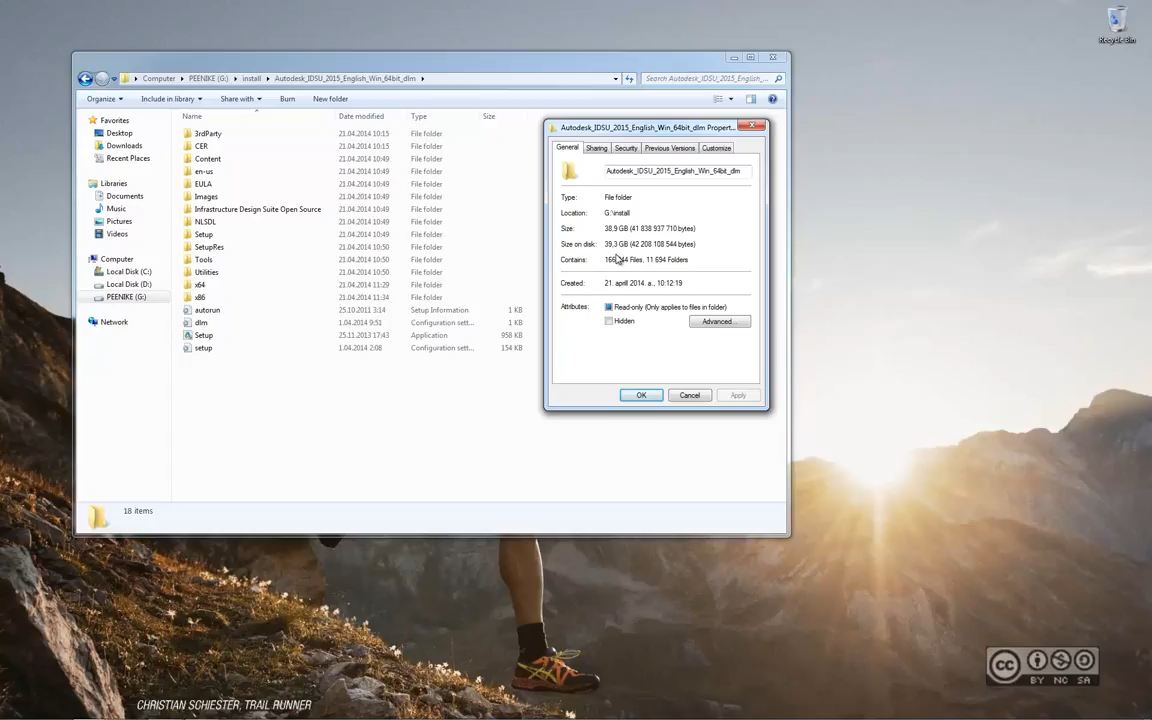 Recycle Bin
Computer PEENIKE (G:) install Autodesk_IDSU_2015_English_Win_64bit_dlm
Search Autodesk_IDSU_2015_English_...
Organize Include in library Share with Burn New folder
Favorites
Desktop
Downloads
Recent Places
Libraries
Documents
Music
Pictures
Videos
Computer
Local Disk (C:)
Local Disk (D:)
PEENIKE (G:)
Network
Name Date modified Type Size
3rdParty 21.04.2014 10:15 File folder
CER 21.04.2014 10:15 File folder
Content 21.04.2014 10:49 File folder
en-us 21.04.2014 10:49 File folder
EULA 21.04.2014 10:49 File folder
Images 21.04.2014 10:49 File folder
Infrastructure Design Suite Open Source 21.04.2014 10:49 File folder
NLSDL 21.04.2014 10:49 File folder
Setup 21.04.2014 10:49 File folder
SetupRes 21.04.2014 10:50 File folder
Tools 21.04.2014 10:50 File folder
Utilities 21.04.2014 10:50 File folder
x64 21.04.2014 11:29 File folder
x86 21.04.2014 11:34 File folder
autorun 25.10.2011 3:14 Setup Information 1 KB
dlm 1.04.2014 9:51 Configuration sett... 1 KB
Setup 25.11.2013 17:43 Application 958 KB
setup 1.04.2014 2:08 Configuration sett... 154 KB
18 items
Autodesk_IDSU_2015_English_Win_64bit_dlm Propert...
General Sharing Security Previous Versions Customize
Autodesk_IDSU_2015_English_Win_64bit_dlm
Type: File folder
Location: G:\install
Size: 38,9 GB (41 838 937 710 bytes)
Size on disk: 39,3 GB (42 208 108 544 bytes)
Contains: Files, 11 694 Folders
Created: 21. aprill 2014. a., 10:12:19
Attributes: Read-only (Only applies to files in folder)
Hidden Advanced...
OK Cancel Apply
CHRISTIAN SCHIESTER, TRAIL RUNNER
cc
BY NC SA